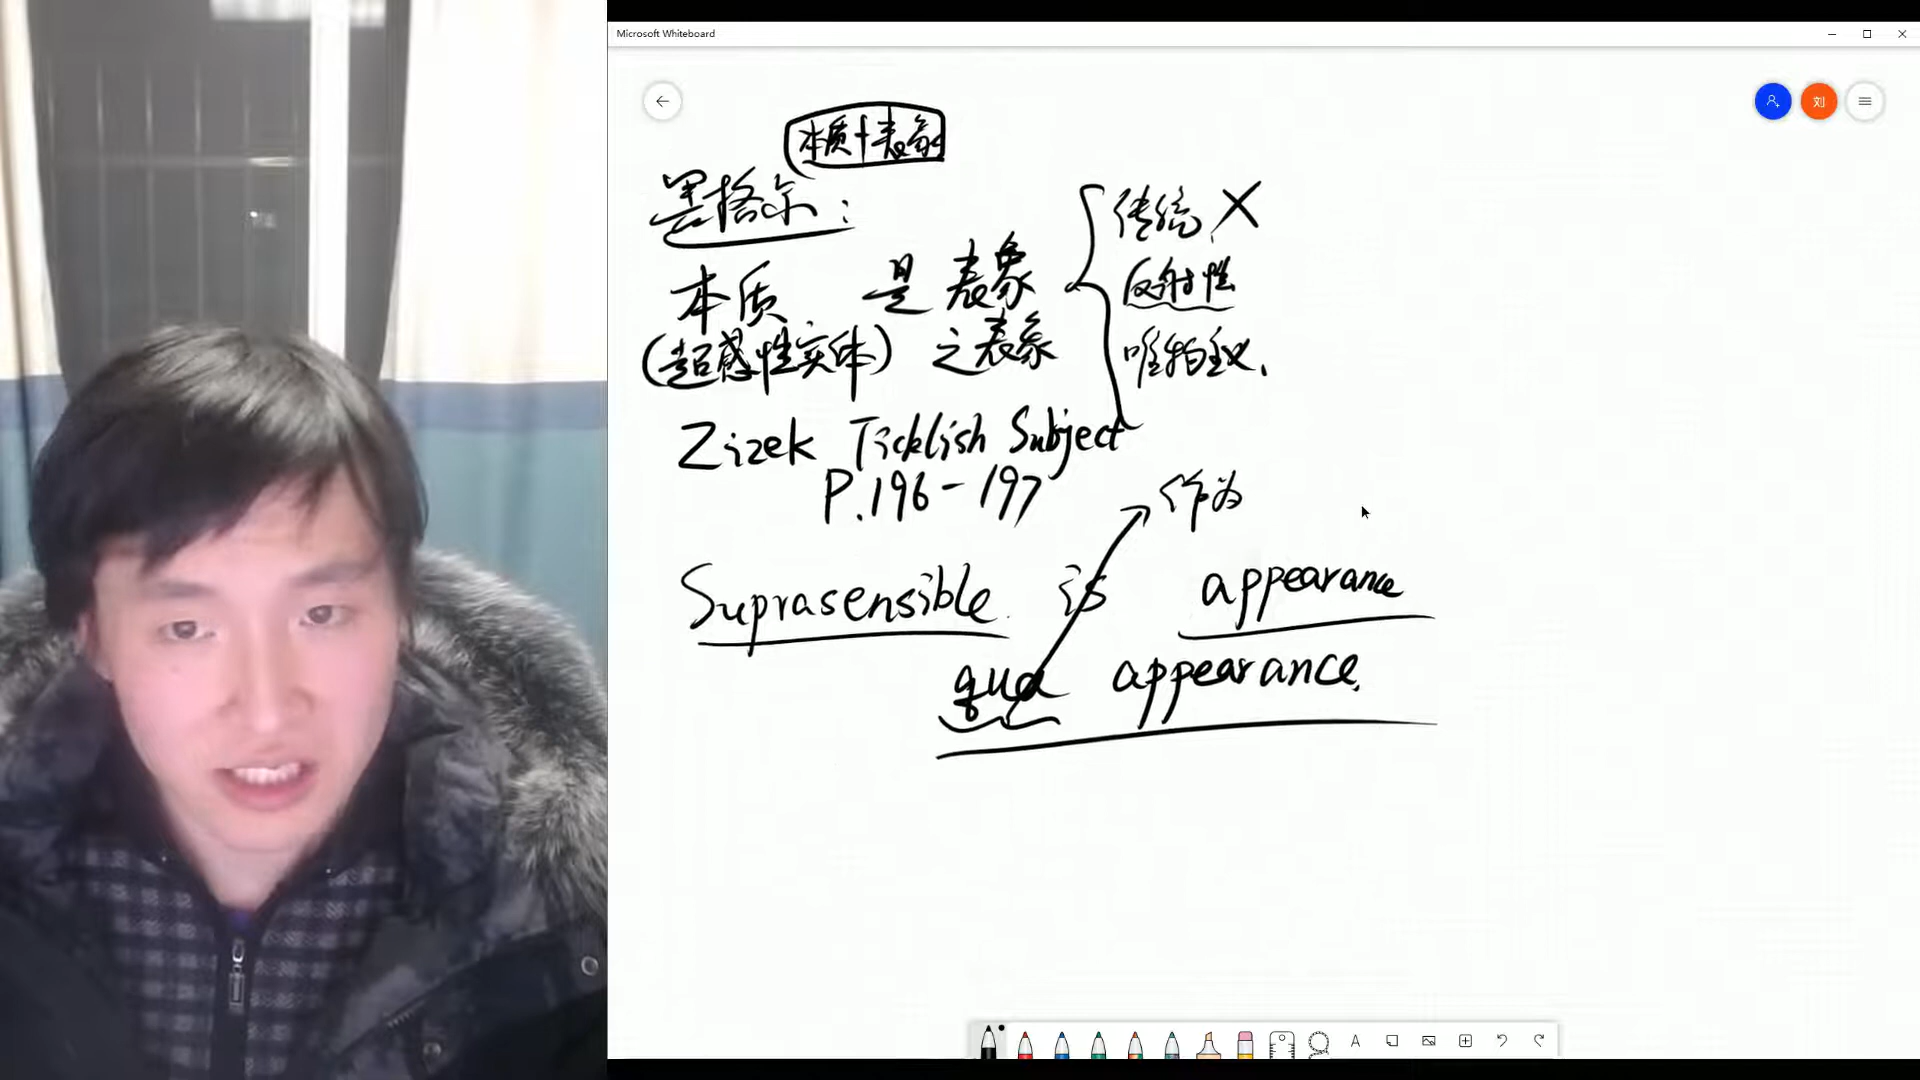 Microsoft Whiteboard
刘
本质+表象
黑格尔:
本质 是表象
(超感性实体) 之表象
传统 ×
反射性
唯物主义.
Zizek Ticklish Subject
P.196-197
作为
Suprasensible is appearance
qua appearance.
A